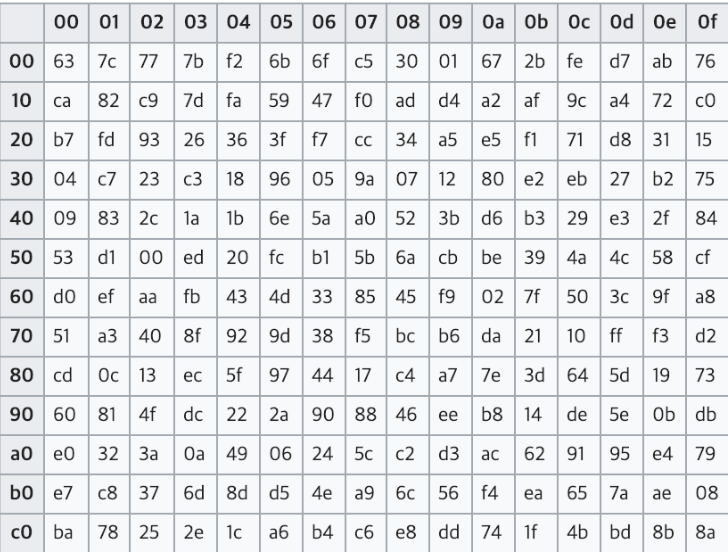 00 01 02 03 04 05 06 07 08 09 0a 0b 0c 0d 0e 0f
00 63 7c 77 7b f2 6b 6f c5 30 01 67 2b fe d7 ab 76
10 ca 82 c9 7d fa 59 47 f0 ad d4 a2 af 9c a4 72 c0
20 b7 fd 93 26 36 3f f7 cc 34 a5 e5 f1 71 d8 31 15
30 04 c7 23 c3 18 96 05 9a 07 12 80 e2 eb 27 b2 75
40 09 83 2c 1a 1b 6e 5a a0 52 3b d6 b3 29 e3 2f 84
50 53 d1 00 ed 20 fc b1 5b 6a cb be 39 4a 4c 58 cf
60 d0 ef aa fb 43 4d 33 85 45 f9 02 7f 50 3c 9f a8
70 51 a3 40 8f 92 9d 38 f5 bc b6 da 21 10 ff f3 d2
80 cd 0c 13 ec 5f 97 44 17 c4 a7 7e 3d 64 5d 19 73
90 60 81 4f dc 22 2a 90 88 46 ee b8 14 de 5e 0b db
a0 e0 32 3a 0a 49 06 24 5c c2 d3 ac 62 91 95 e4 79
b0 e7 c8 37 6d 8d d5 4e a9 6c 56 f4 ea 65 7a ae 08
c0 ba 78 25 2e 1c a6 b4 c6 e8 dd 74 1f 4b bd 8b 8a